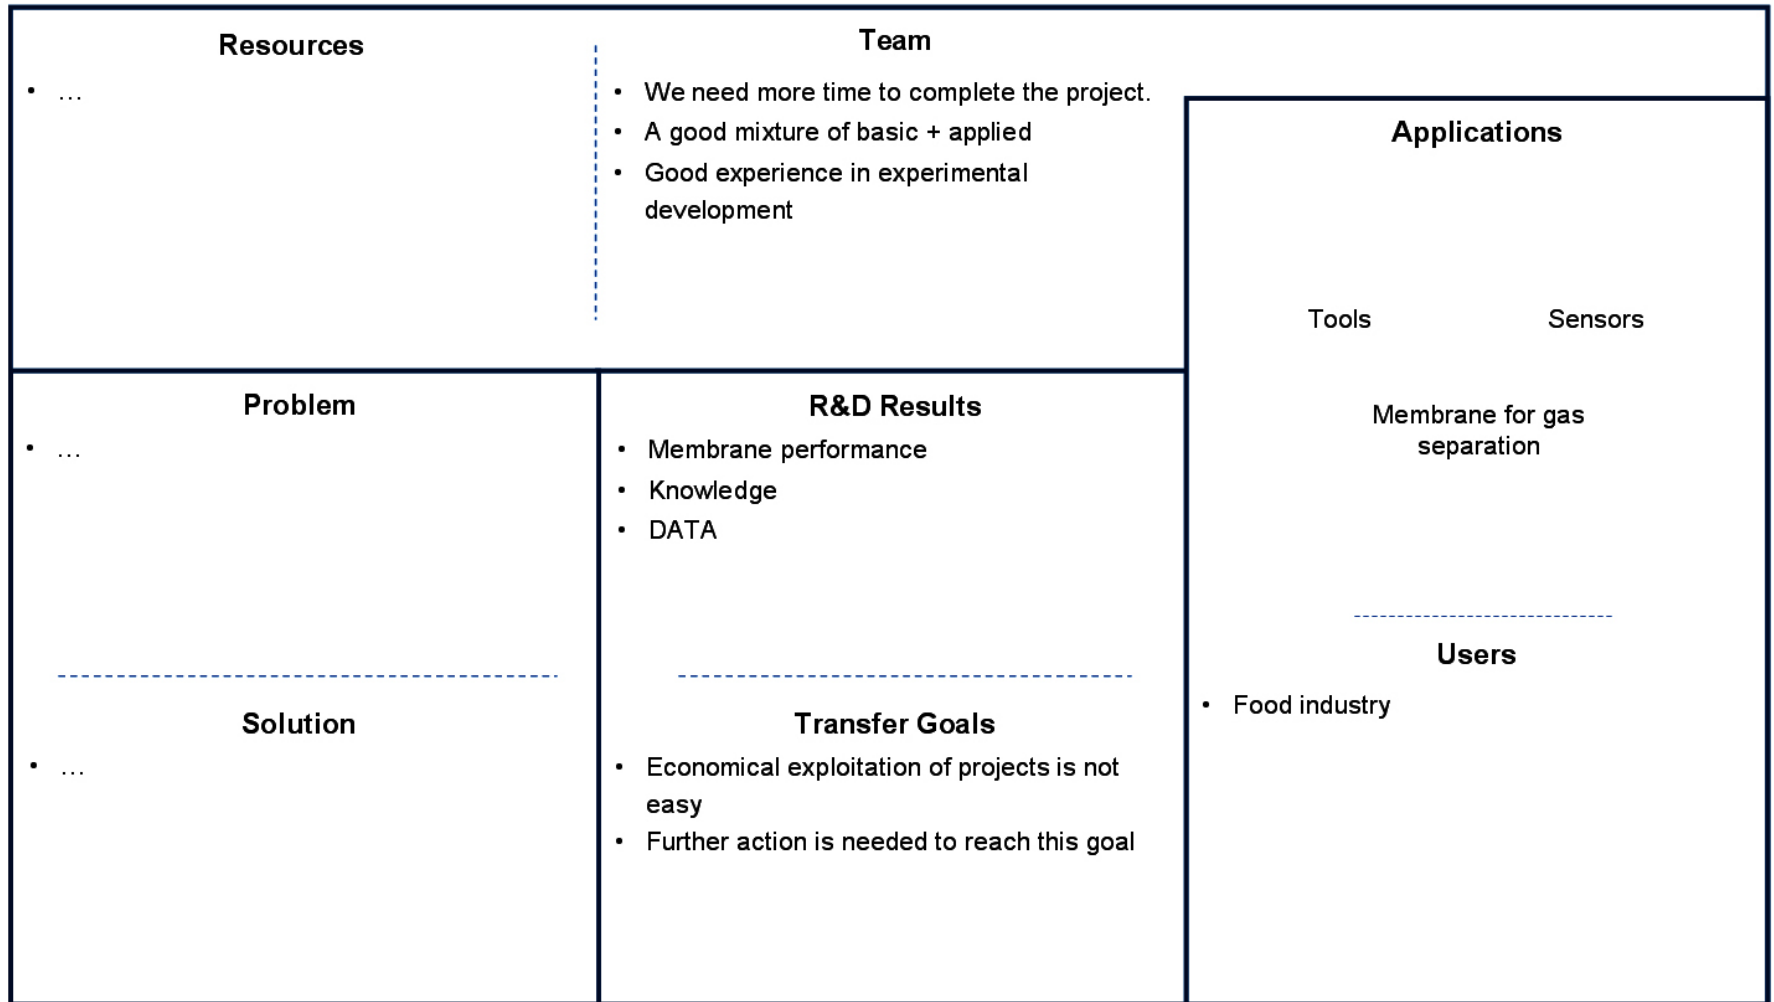 Resources
• …
Team
• We need more time to complete the project.
• A good mixture of basic + applied
• Good experience in experimental
development
Applications
Tools
Sensors
Membrane for gas
separation
Users
• Food industry
Problem
• …
Solution
• …
R&D Results
• Membrane performance
• Knowledge
• DATA
Transfer Goals
• Economical exploitation of projects is not
easy
• Further action is needed to reach this goal